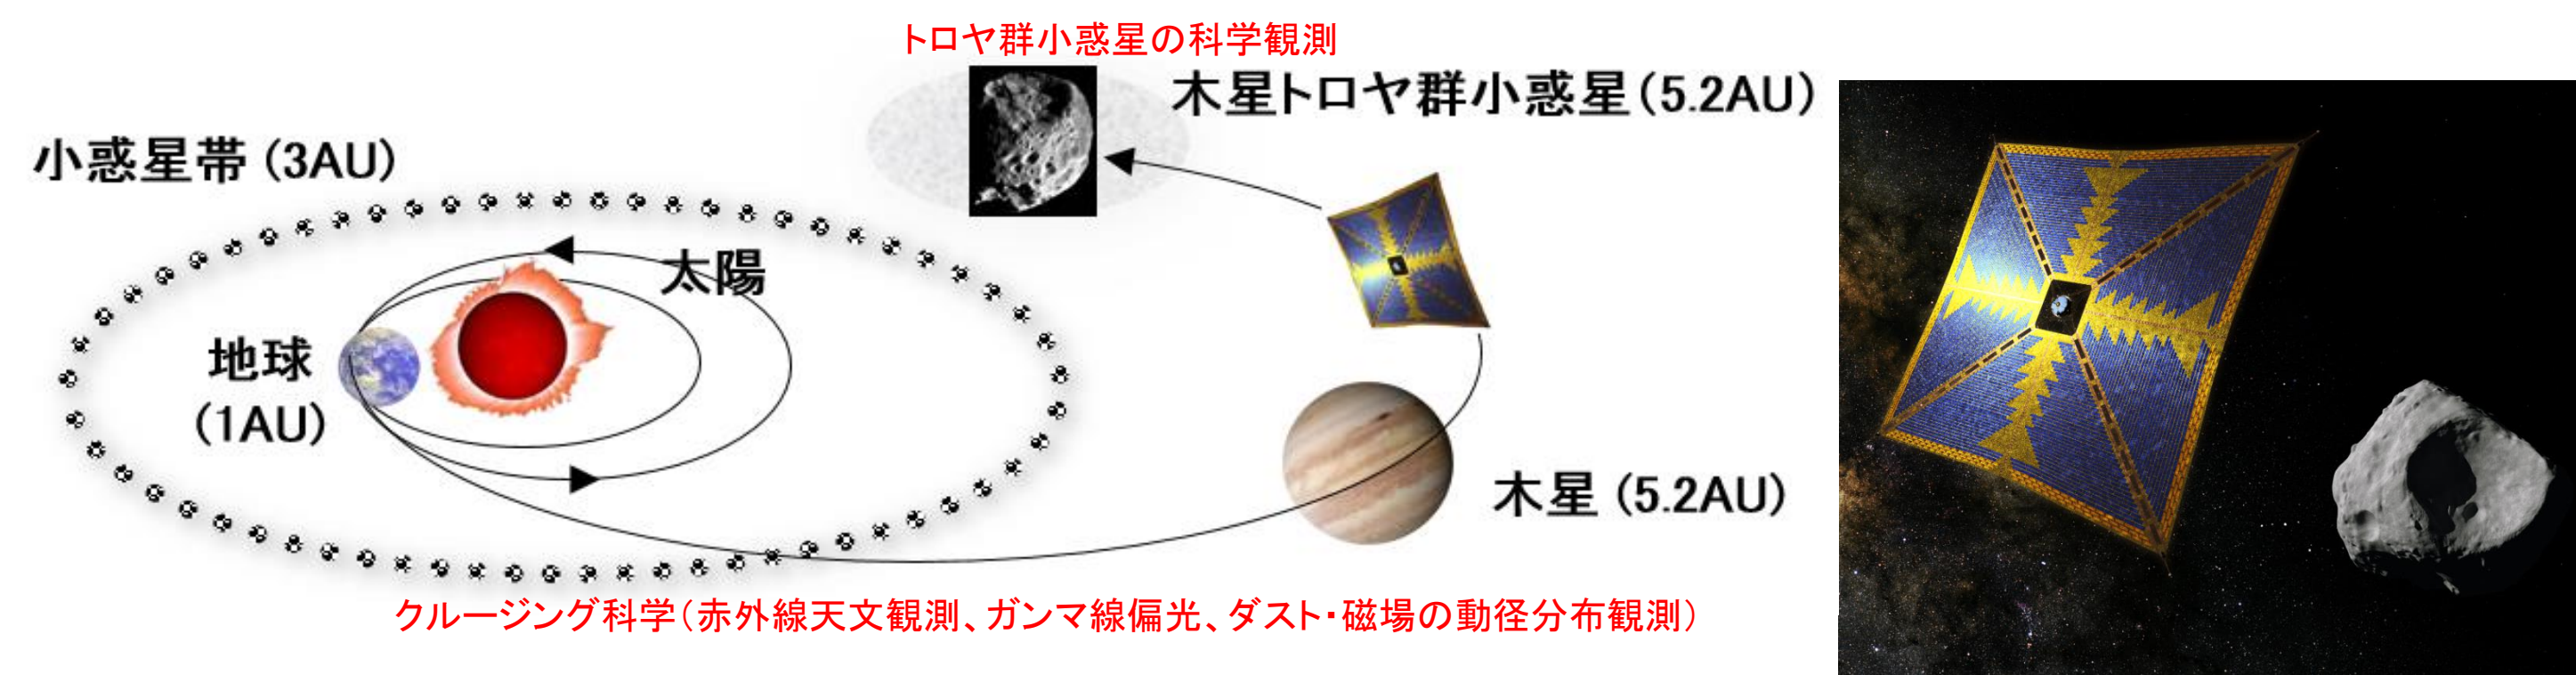 トロヤ群小惑星の科学観測
木星トロヤ群小惑星(5.2AU)
小惑星帯 (3AU)
太陽
地球
(1AU)
木星 (5.2AU)
クルージング科学(赤外線天文観測、ガンマ線偏光、ダスト・磁場の動径分布観測)